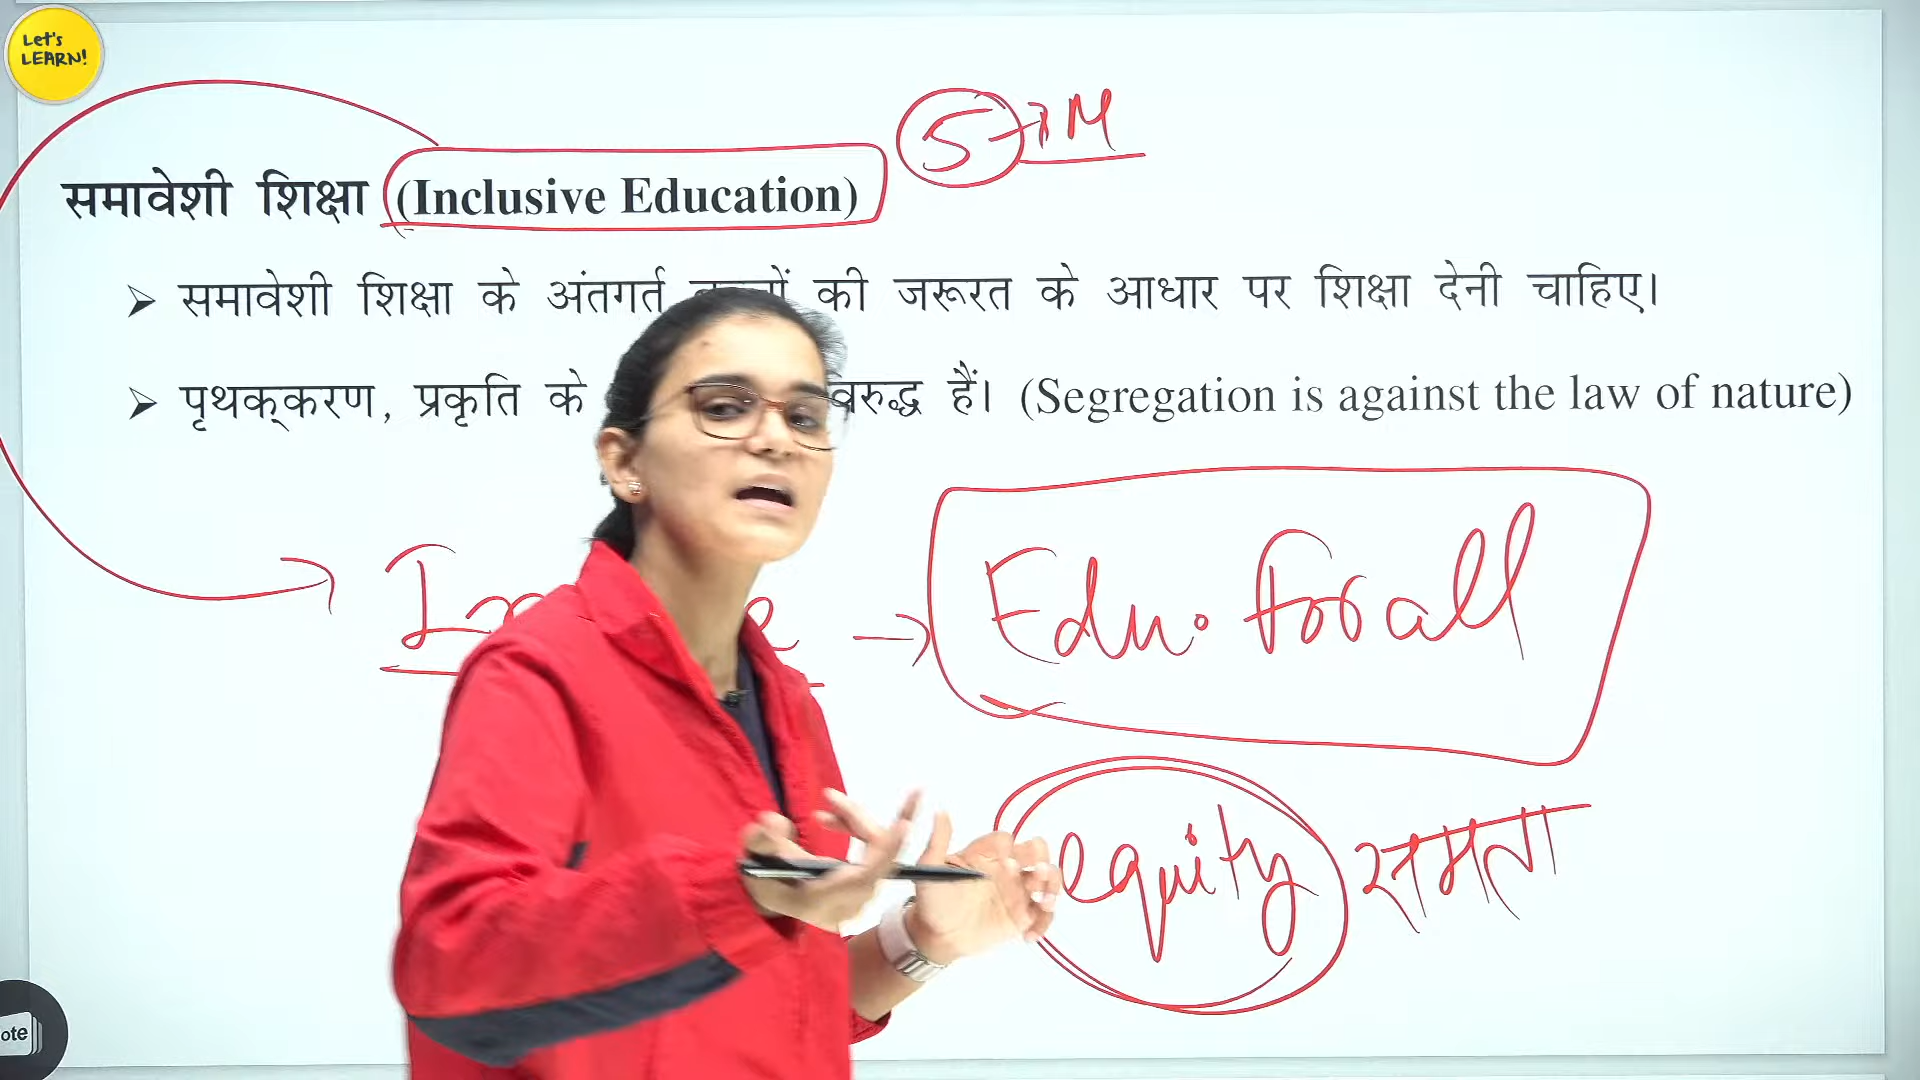 Let's
LEARN!
5 → M
समावेशी शिक्षा (Inclusive Education)
➢ समावेशी शिक्षा के अंतगर्त की जरूरत के आधार पर शिक्षा देनी चाहिए।
➢ पृथक्करण, प्रकृति के हैं। (Segregation is against the law of nature)
→ Edu. for all
equity समता
ote